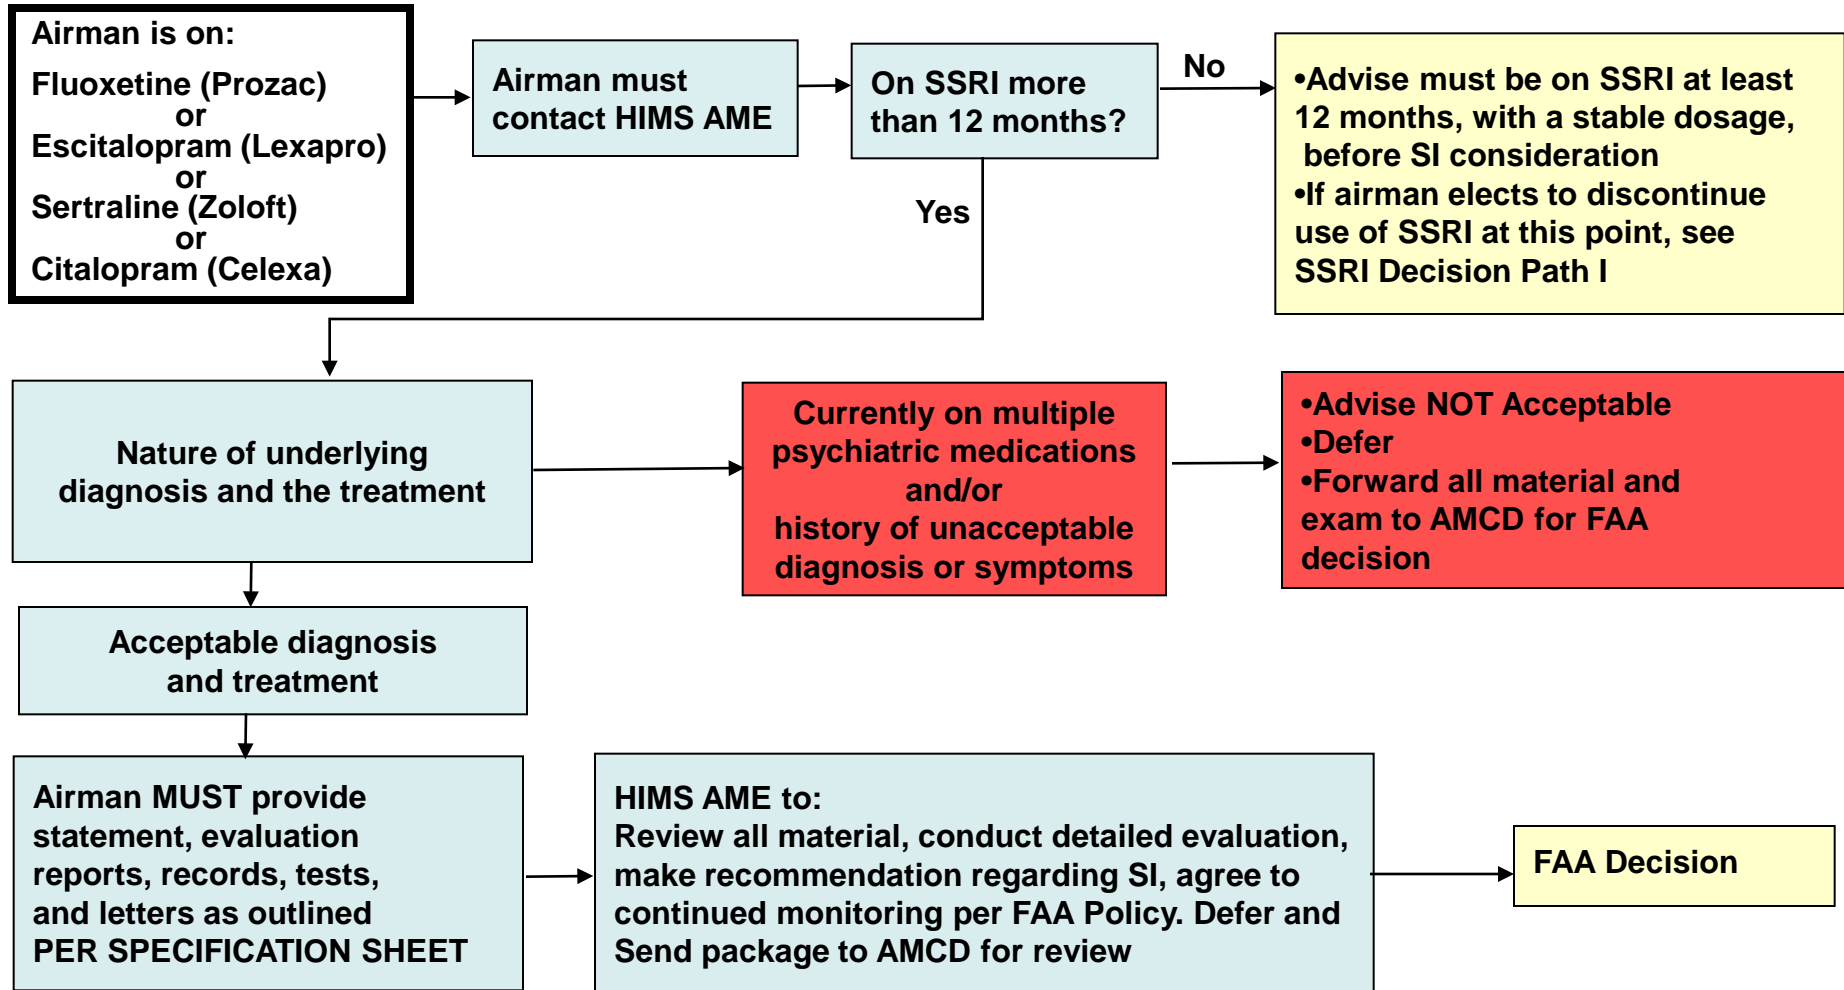 Airman is on:
Fluoxetine (Prozac)
or
Escitalopram (Lexapro)
or
Sertraline (Zoloft)
or
Citalopram (Celexa)
Airman must
contact HIMS AME
On SSRI more
than 12 months?
No
•Advise must be on SSRI at least
12 months, with a stable dosage,
before SI consideration
•If airman elects to discontinue
use of SSRI at this point, see
SSRI Decision Path I
Yes
Nature of underlying
diagnosis and the treatment
Currently on multiple
psychiatric medications
and/or
history of unacceptable
diagnosis or symptoms
•Advise NOT Acceptable
•Defer
•Forward all material and
exam to AMCD for FAA
decision
Acceptable diagnosis
and treatment
Airman MUST provide
statement, evaluation
reports, records, tests,
and letters as outlined
PER SPECIFICATION SHEET
HIMS AME to:
Review all material, conduct detailed evaluation,
make recommendation regarding SI, agree to
continued monitoring per FAA Policy. Defer and
Send package to AMCD for review
FAA Decision